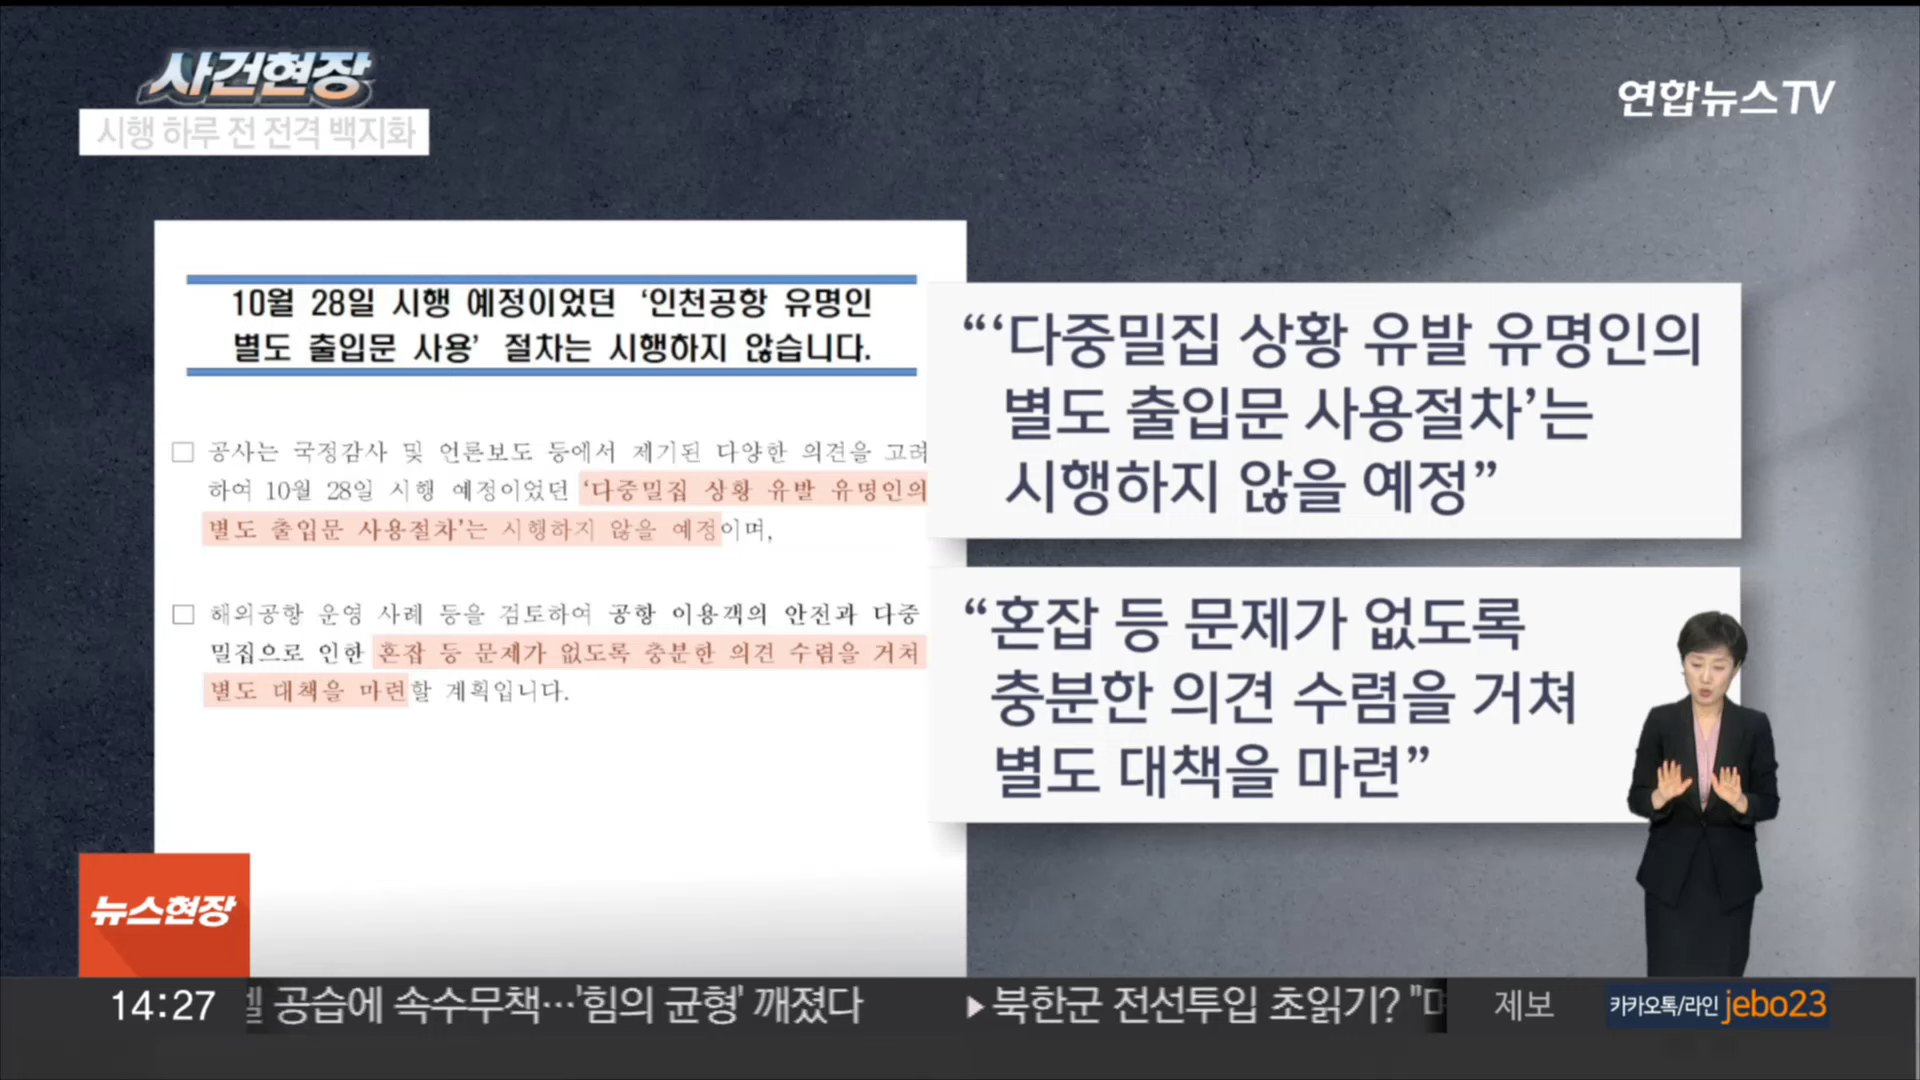 사건현장
시행 하루 전 전격 백지화
연합뉴스TV
10월 28일 시행 예정이었던 ‘인천공항 유명인
별도 출입문 사용’ 절차는 시행하지 않습니다.
□ 공사는 국정감사 및 언론보도 등에서 제기된 다양한 의견을 고려
하여 10월 28일 시행 예정이었던 ‘다중밀집 상황 유발 유명인의
별도 출입문 사용절차’는 시행하지 않을 예정이며,
□ 해외공항 운영 사례 등을 검토하여 공항 이용객의 안전과 다중
밀집으로 인한 혼잡 등 문제가 없도록 충분한 의견 수렴을 거쳐
별도 대책을 마련할 계획입니다.
“‘다중밀집 상황 유발 유명인의
별도 출입문 사용절차’는
시행하지 않을 예정”
“혼잡 등 문제가 없도록
충분한 의견 수렴을 거쳐
별도 대책을 마련”
뉴스현장
14:27 공습에 속수무책…'힘의 균형' 깨졌다 ▶북한군 전선투입 초읽기? " 제보 카카오톡/라인 jebo23